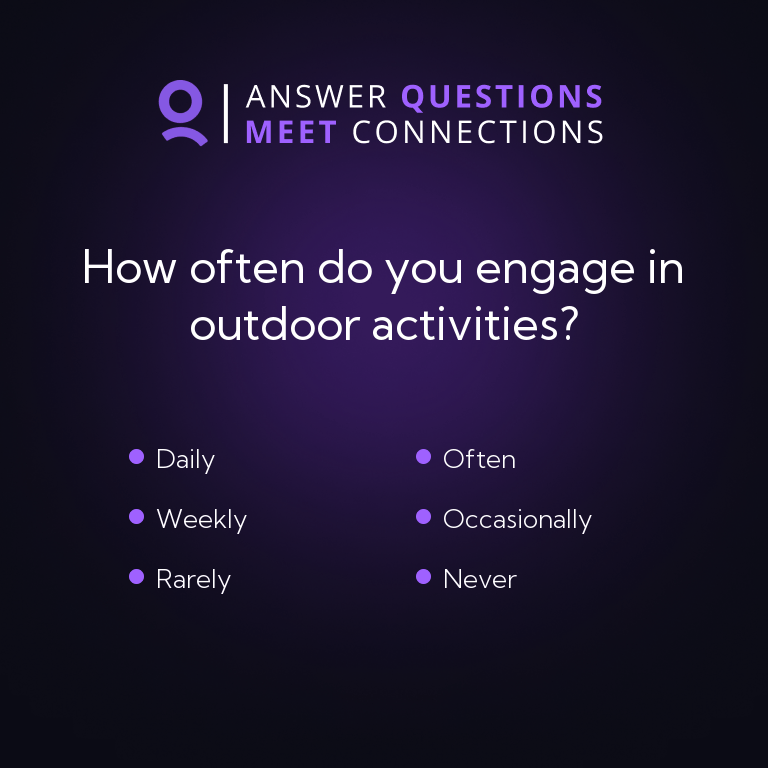 ANSWER QUESTIONS
MEET CONNECTIONS
How often do you engage in
outdoor activities?
Daily
Weekly
Rarely
Often
Occasionally
Never